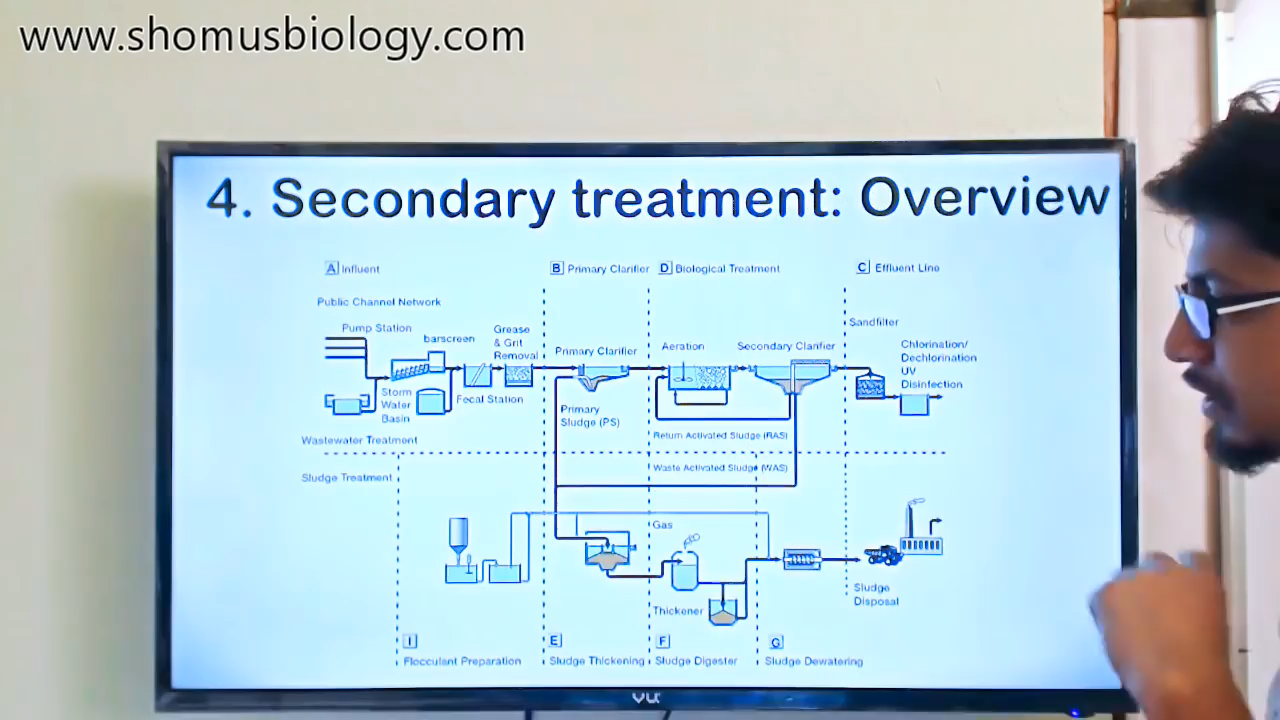 www.shomusbiology.com
4. Secondary treatment: Overview
A Influent
B Primary Clarifier
D Biological Treatment
C Effluent Line
Public Channel Network
Pump Station
barscreen
Grease
& Grit
Removal
Storm
Water
Basin
Fecal Station
Primary Clarifier
Primary
Sludge (PS)
Aeration
Secondary Clarifier
Return Activated Sludge (RAS)
Waste Activated Sludge (WAS)
Sandfilter
Chlorination/
Dechlorination
UV
Disinfection
Wastewater Treatment
Sludge Treatment
Gas
Thickener
Sludge
Disposal
I
Flocculant Preparation
E
Sludge Thickening
F
Sludge Digester
G
Sludge Dewatering
VU